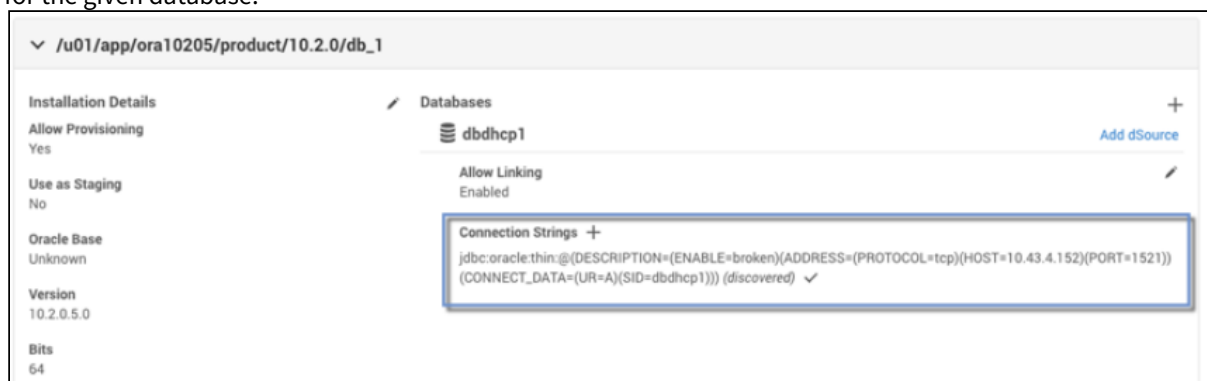 for the given database.
/u01/app/ora10205/product/10.2.0/db_1
Installation Details
Allow Provisioning
Yes
Use as Staging
No
Oracle Base
Unknown
Version
10.2.0.5.0
Bits
64
Databases
dbdhcp1
Add dSource
Allow Linking
Enabled
Connection Strings +
jdbc:oracle:thin:@(DESCRIPTION=(ENABLE=broken)(ADDRESS=(PROTOCOL=tcp)(HOST=10.43.4.152)(PORT=1521))
(CONNECT_DATA=(UR=A)(SID=dbdhcp1))) (discovered) ✓